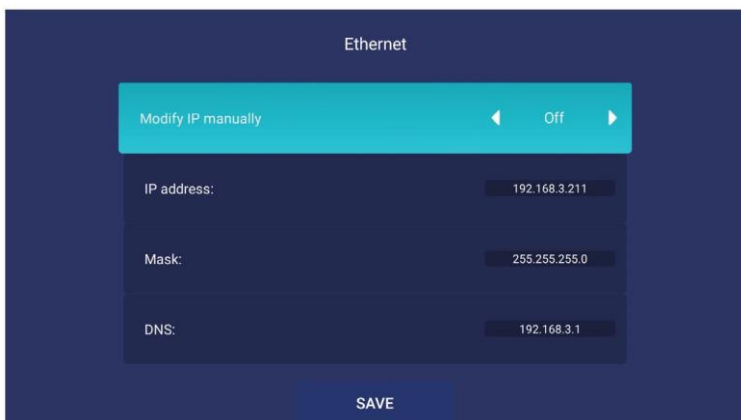 Ethernet
Modify IP manually Off
IP address: 192.168.3.211
Mask: 255.255.255.0
DNS: 192.168.3.1
SAVE